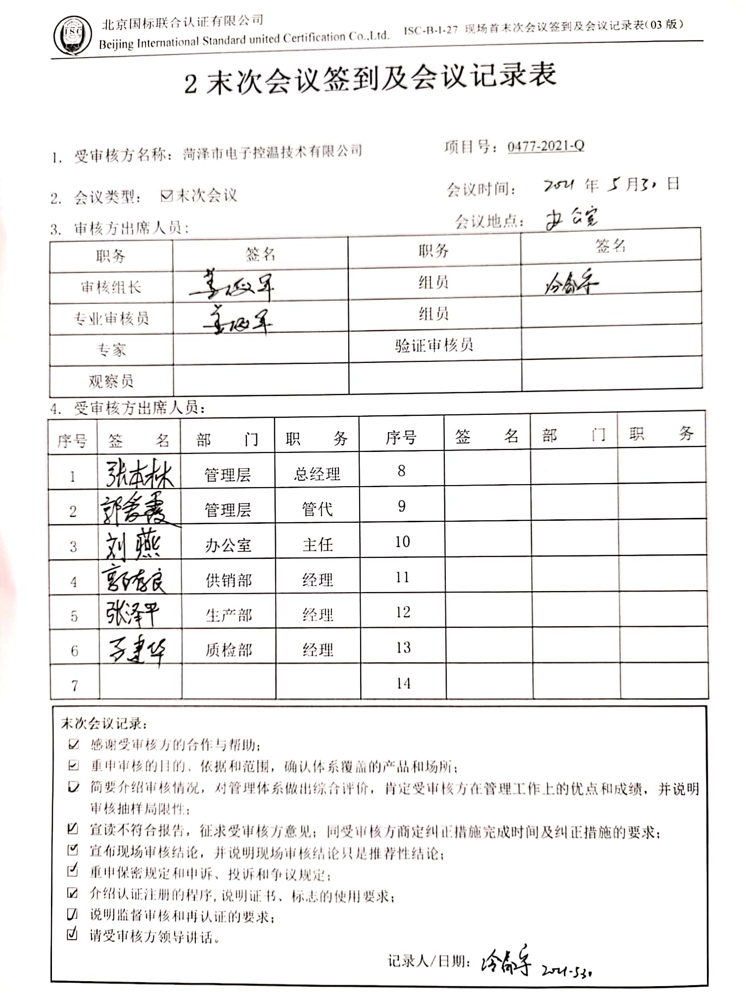 ISC
北京国标联合认证有限公司
Beijing International Standard united Certification Co.,Ltd.
ISC-B-I-27 现场首末次会议签到及会议记录表(03 版)
2 末次会议签到及会议记录表
1. 受审核方名称：菏泽市电子控温技术有限公司 项目号：0477-2021-Q
2. 会议类型： ☑末次会议 会议时间： 2021 年 5 月30 日
3. 审核方出席人员： 会议地点： 办公室
职务 签名 职务 签名
审核组长 组员
专业审核员 组员
专家 验证审核员
观察员
4. 受审核方出席人员：
序号 签 名 部 门 职 务 序号 签 名 部 门 职 务
1 张本林 管理层 总经理 8
2 郭爱霞 管理层 管代 9
3 刘燕 办公室 主任 10
4 郭存良 供销部 经理 11
5 张泽平 生产部 经理 12
6 建华 质检部 经理 13
7 14
末次会议记录：
☑ 感谢受审核方的合作与帮助；
☑ 重申审核的目的、依据和范围，确认体系覆盖的产品和场所；
☑ 简要介绍审核情况，对管理体系做出综合评价，肯定受审核方在管理工作上的优点和成绩，并说明
审核抽样局限性；
☑ 宣读不符合报告，征求受审核方意见；同受审核方商定纠正措施完成时间及纠正措施的要求；
☑ 宣布现场审核结论，并说明现场审核结论只是推荐性结论；
☑ 重申保密规定和申诉、投诉和争议规定；
☑ 介绍认证注册的程序,说明证书、标志的使用要求；
☑ 说明监督审核和再认证的要求；
☑ 请受审核方领导讲话。
记录人/日期： 2021-5.30